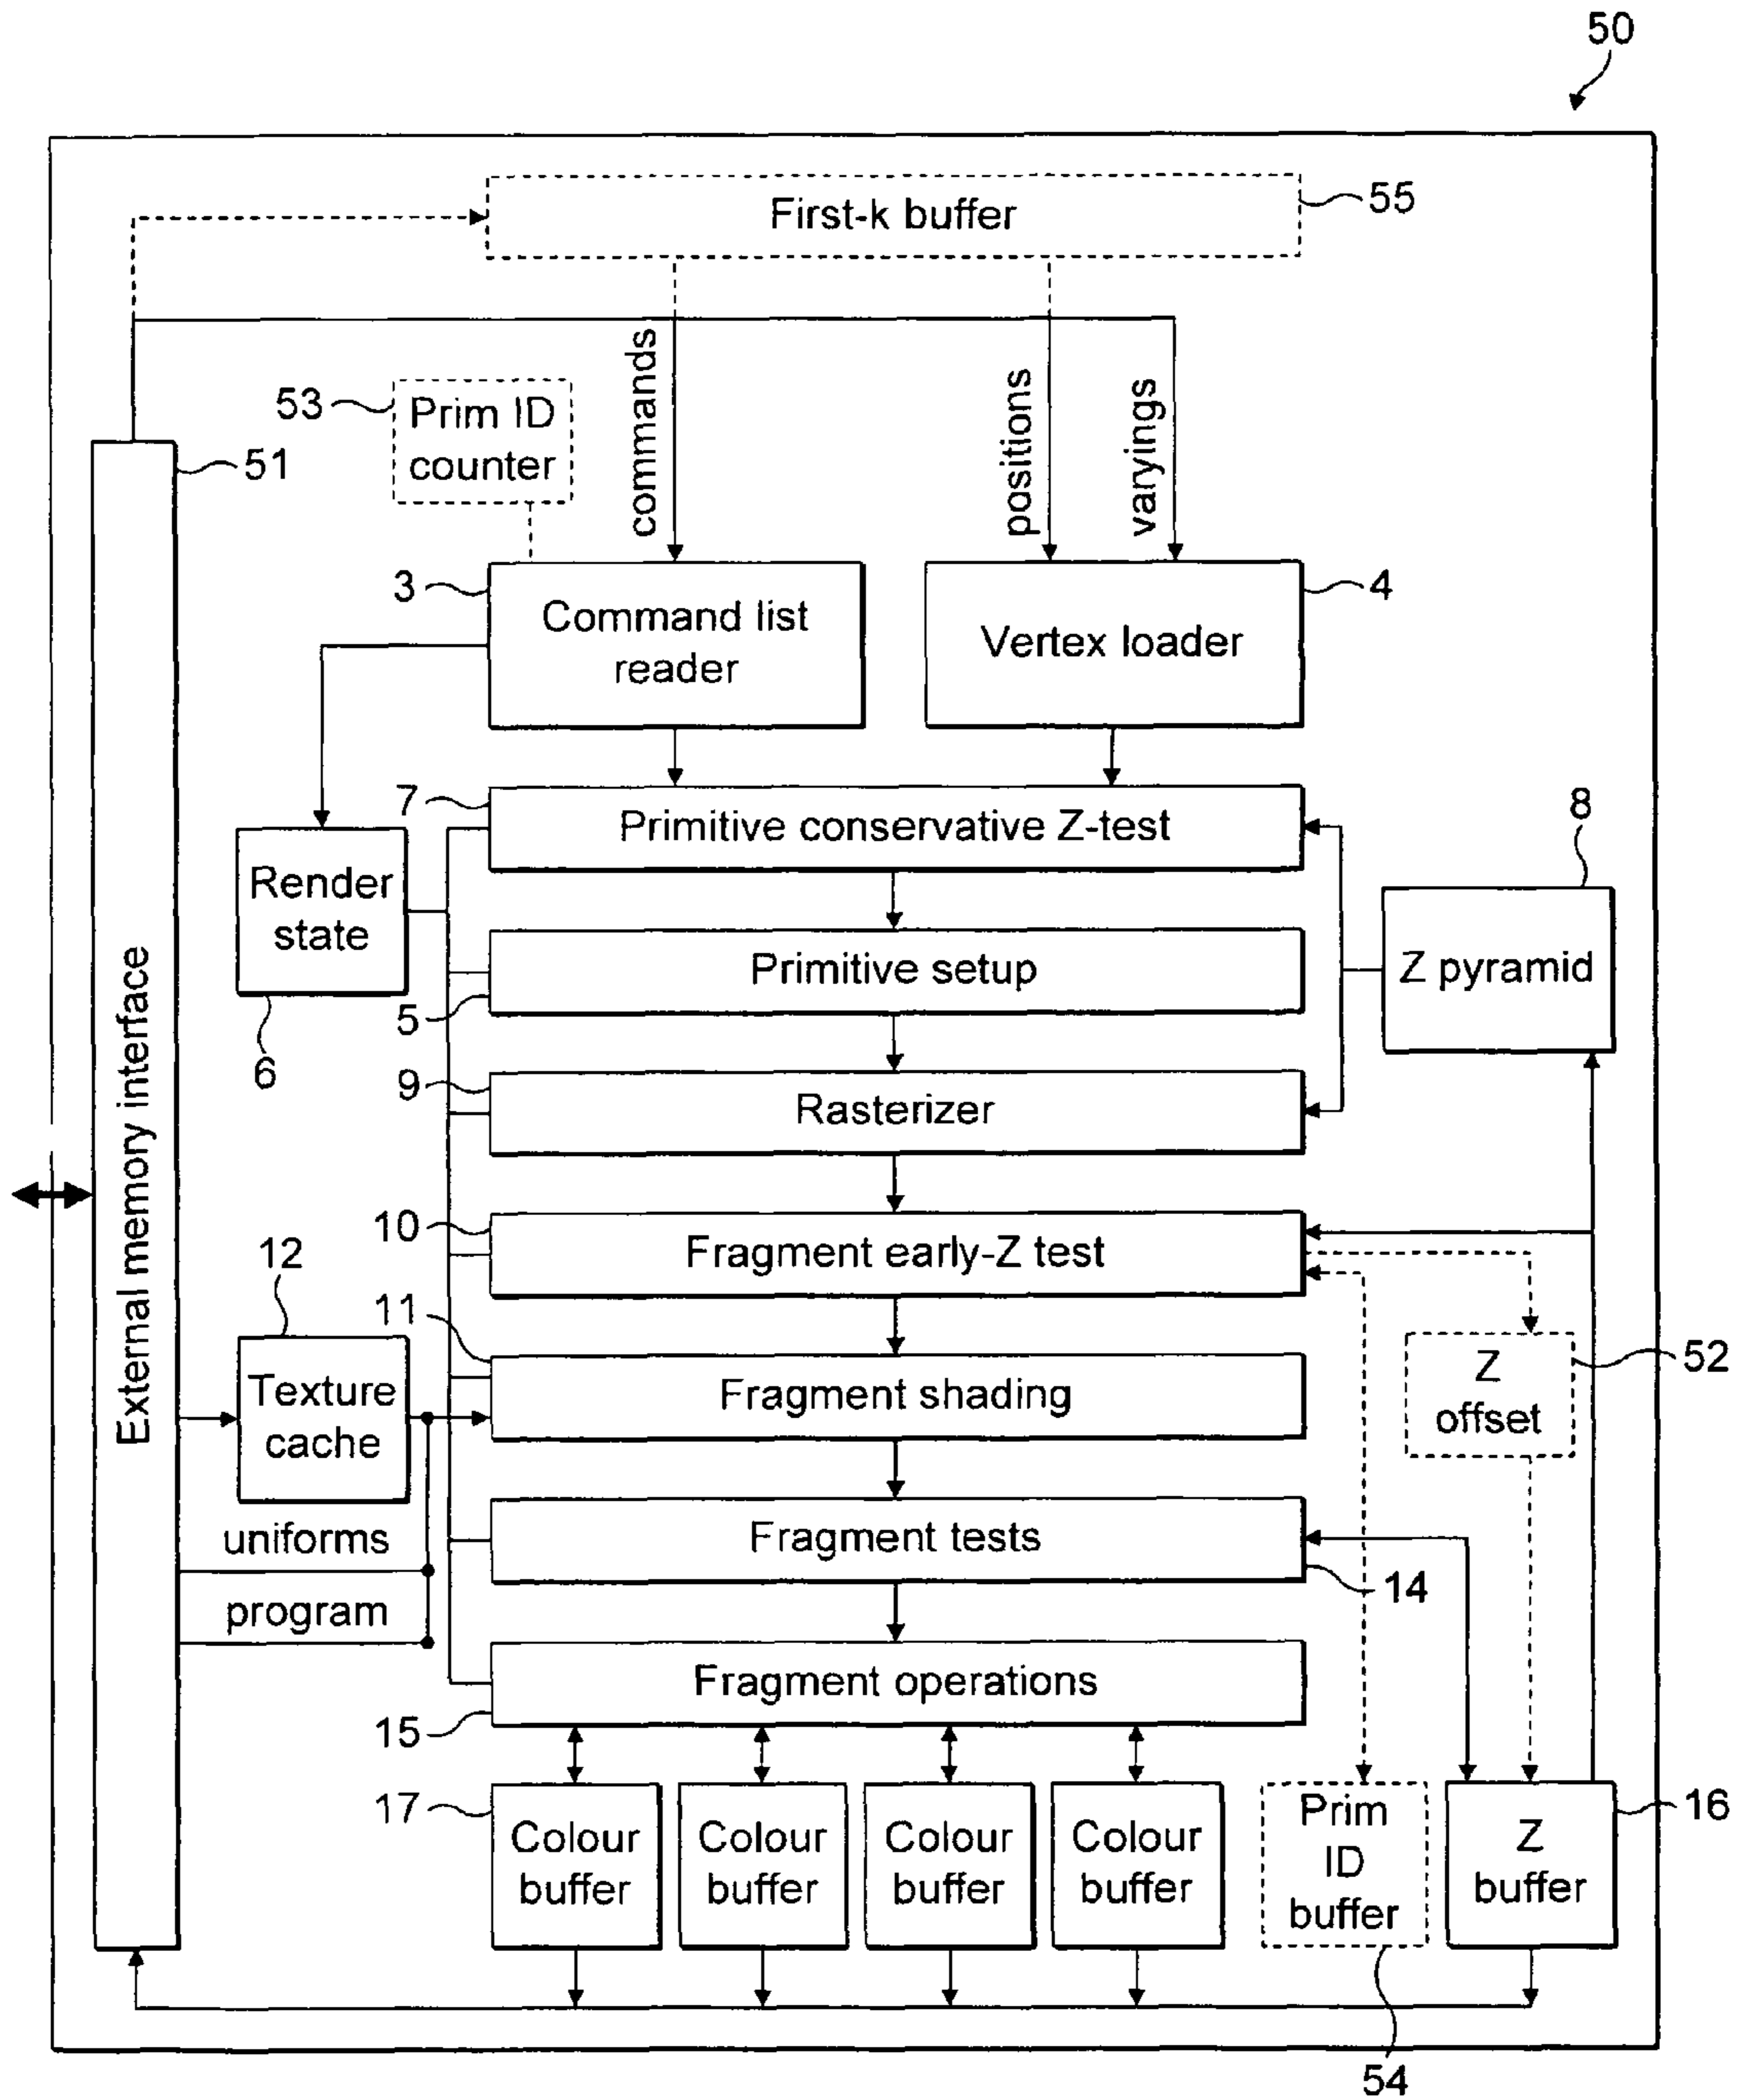 50
First-k buffer
55
53
Prim ID
counter
commands
positions
varyings
51
3
Command list
reader
Vertex loader
4
7
Primitive conservative Z-test
8
Render
state
6
Primitive setup
5
Z pyramid
9
Rasterizer
External memory interface
10
Fragment early-Z test
12
11
Texture
cache
Fragment shading
Z
offset
52
uniforms
Fragment tests
14
program
Fragment operations
15
17
Colour
buffer
Colour
buffer
Colour
buffer
Colour
buffer
Prim
ID
buffer
Z
buffer
16
54